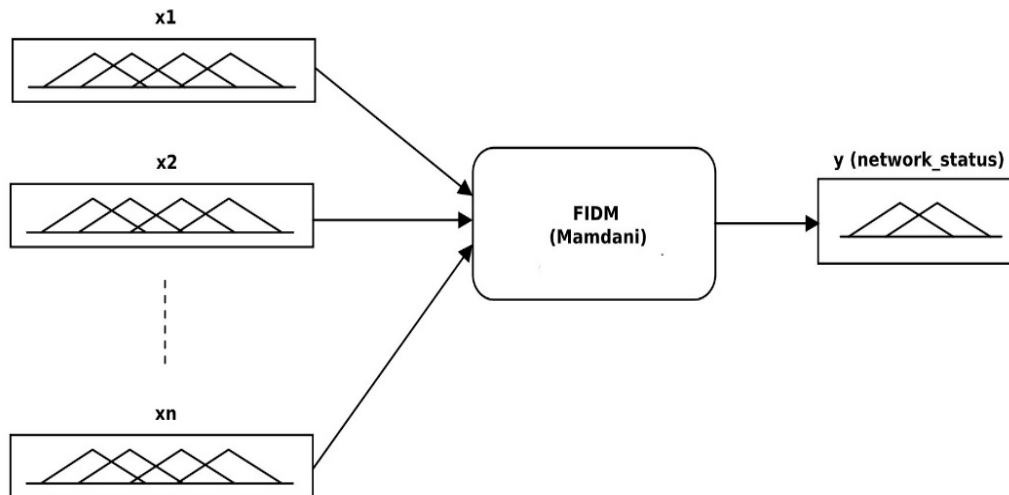 x1
x2
xn
FIDM
(Mamdani)
y (network_status)